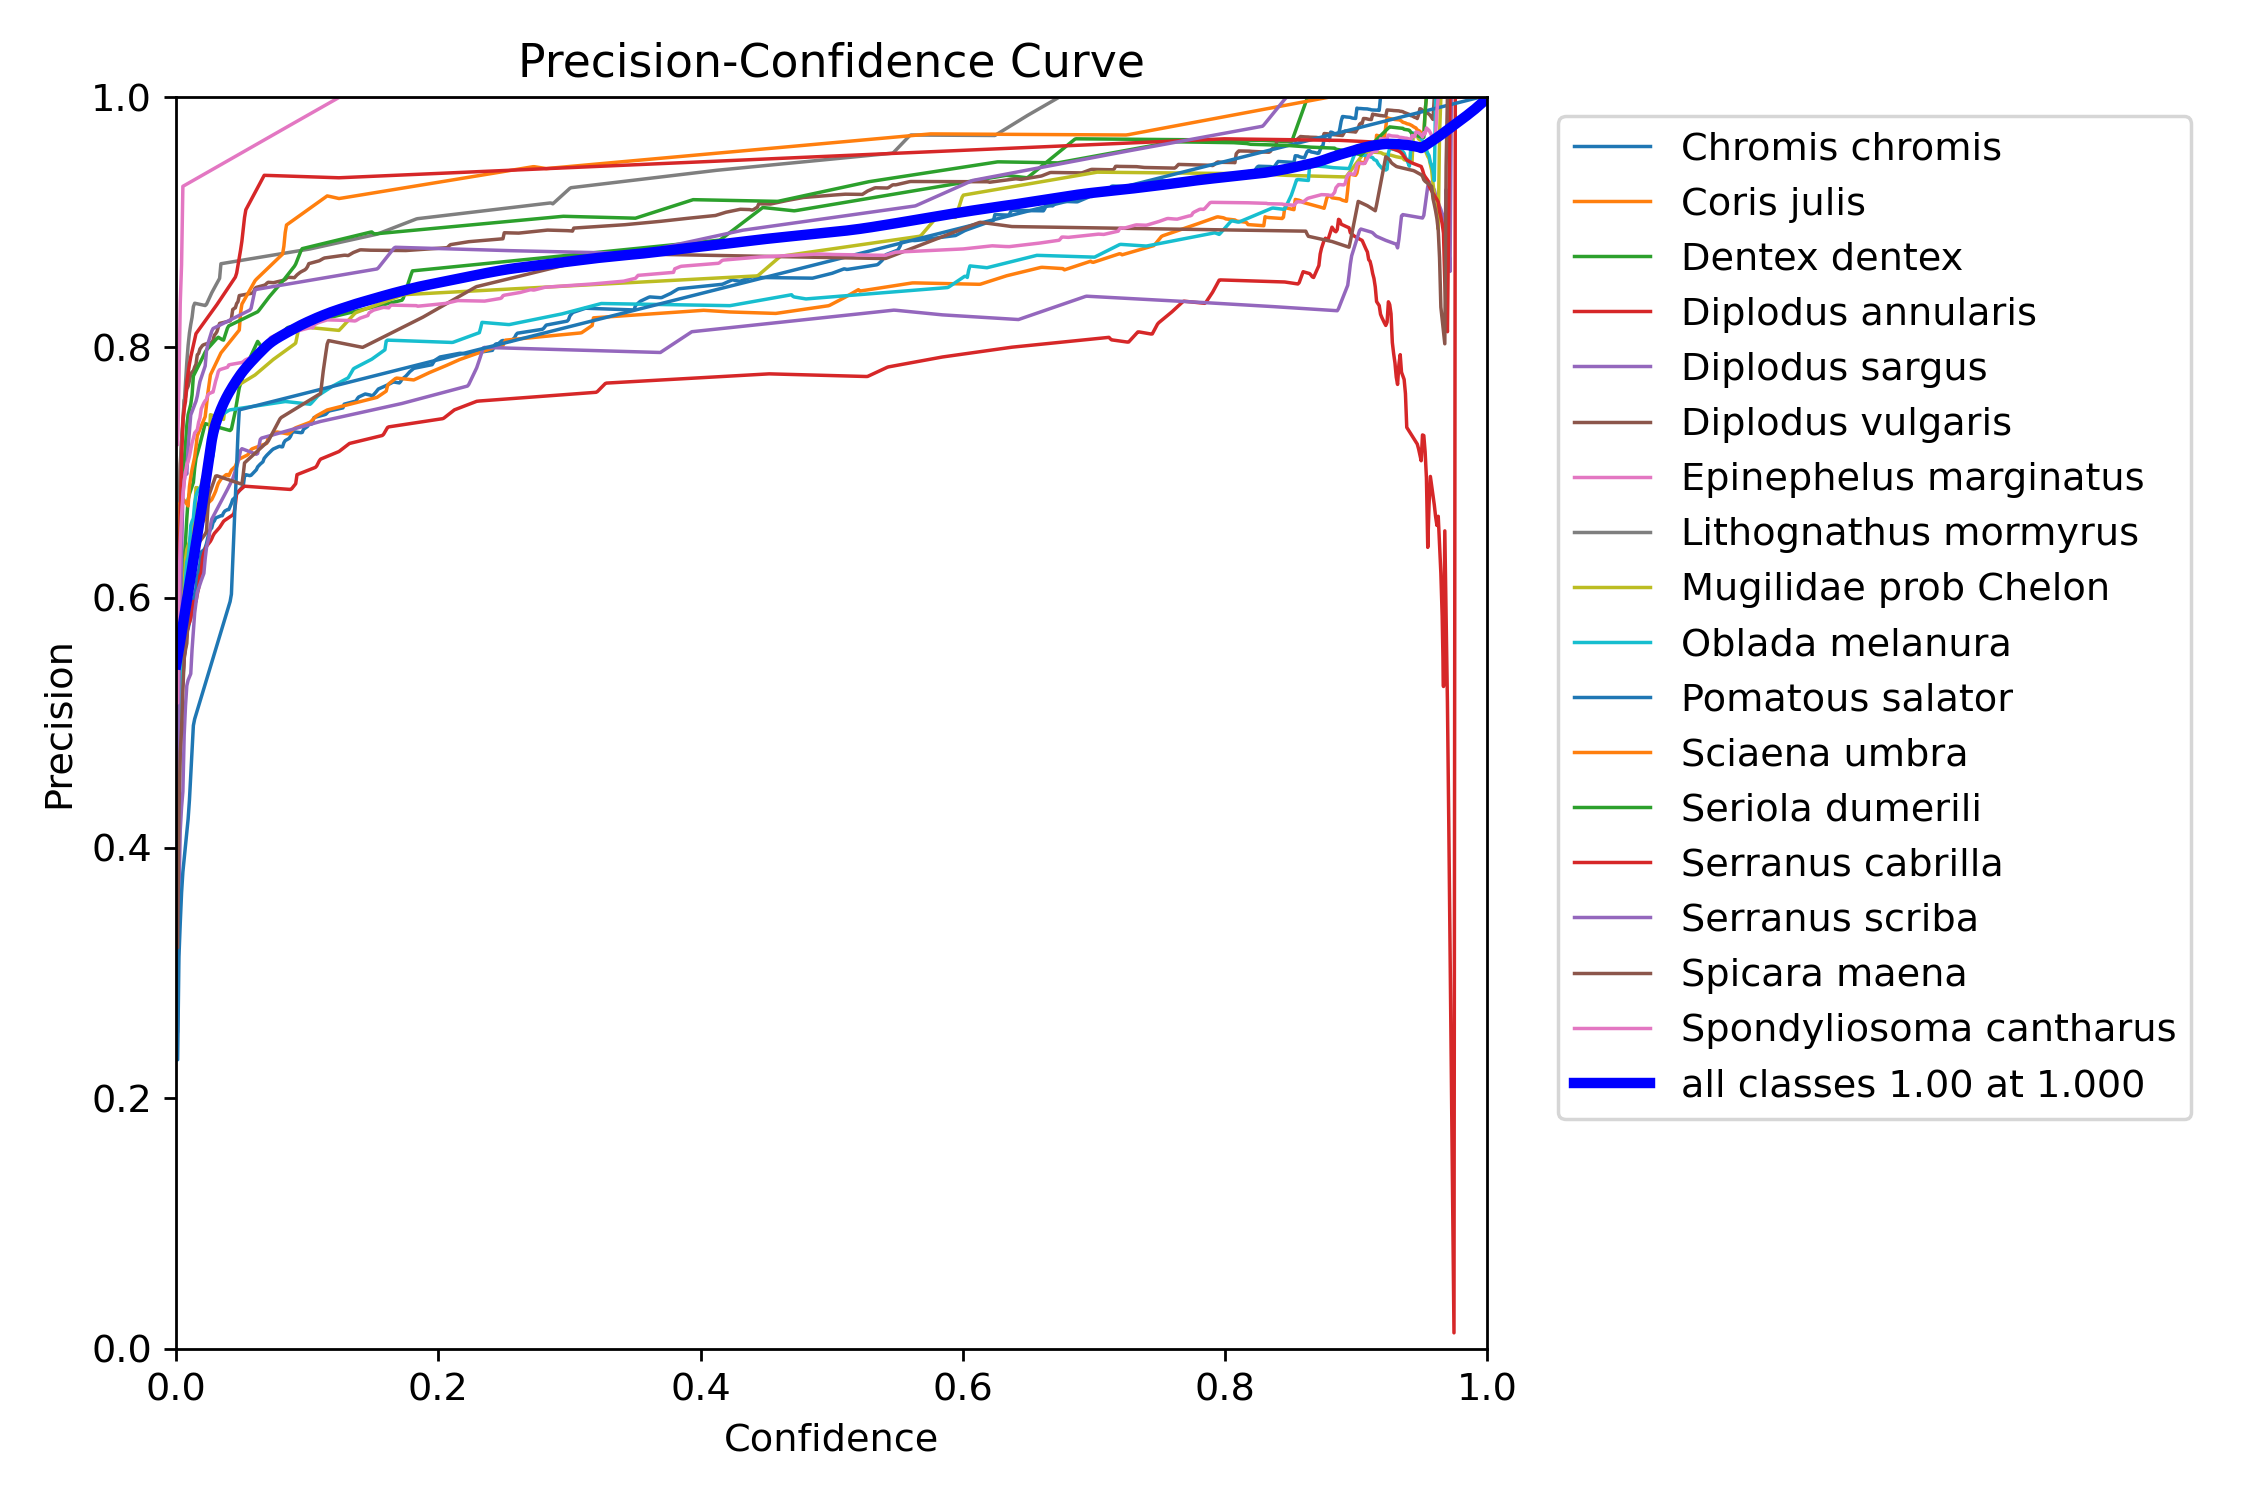 Precision-Confidence Curve
1.0
0.8
0.6
0.4
0.2
0.0
Precision
0.0 0.2 0.4 0.6 0.8 1.0
Confidence
Chromis chromis
Coris julis
Dentex dentex
Diplodus annularis
Diplodus sargus
Diplodus vulgaris
Epinephelus marginatus
Lithognathus mormyrus
Mugilidae prob Chelon
Oblada melanura
Pomatous salator
Sciaena umbra
Seriola dumerili
Serranus cabrilla
Serranus scriba
Spicara maena
Spondyliosoma cantharus
all classes 1.00 at 1.000